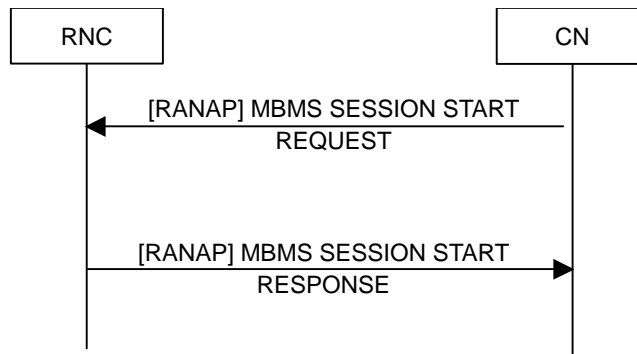 RNC
CN
[RANAP] MBMS SESSION START
REQUEST
[RANAP] MBMS SESSION START
RESPONSE